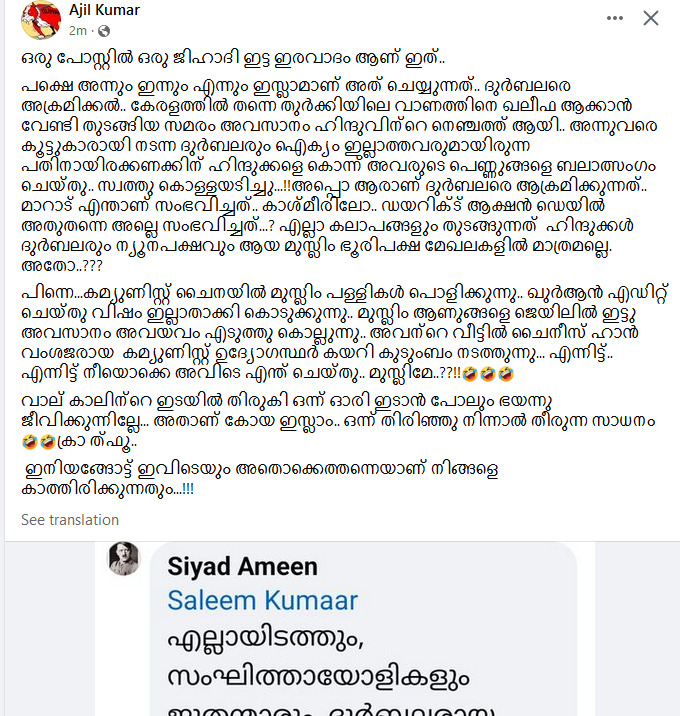 Ajil Kumar
2m
ഒരു പോസ്റ്റിൽ ഒരു ജിഹാദി ഇട്ട ഇരവാദം ആണ് ഇത്..
പക്ഷെ അന്നും ഇന്നും എന്നും ഇസ്ലാമാണ് അത് ചെയ്യുന്നത്.. ദുർബലരെ
അക്രമിക്കൽ.. കേരളത്തിൽ തന്നെ തുർക്കിയിലെ വാണത്തിനെ ഖലീഫ ആക്കാൻ
വേണ്ടി തുടങ്ങിയ സമരം അവസാനം ഹിന്ദുവിന്റെ നെഞ്ചത്ത് ആയി.. അന്നുവരെ
കൂട്ടുകാരായി നടന്ന ദുർബലരും ഐക്യം ഇല്ലാത്തവരുമായിരുന്ന
പതിനായിരക്കണക്കിന് ഹിന്ദുക്കളെ കൊന്ന് അവരുടെ പെണ്ണുങ്ങളെ ബലാത്സംഗം
ചെയ്തു.. സ്വത്തു കൊള്ളയടിച്ചു...!!അപ്പൊ ആരാണ് ദുർബലരെ ആക്രമിക്കുന്നത്..
മാറാട് എന്താണ് സംഭവിച്ചത്.. കാശ്മീരിലോ.. ഡയറിക്ട് ആക്ഷൻ ഡെയിൽ
അതുതന്നെ അല്ലെ സംഭവിച്ചത്...? എല്ലാ കലാപങ്ങളും തുടങ്ങുന്നത് ഹിന്ദുക്കൾ
ദുർബലരും ന്യൂനപക്ഷവും ആയ മുസ്ലിം ഭൂരിപക്ഷ മേഖലകളിൽ മാത്രമല്ലെ.
അതോ..???
പിന്നെ...കമ്യുണിസ്റ്റ് ചൈനയിൽ മുസ്ലിം പള്ളികൾ പൊളിക്കുന്നു.. ഖുർആൻ എഡിറ്റ്
ചെയ്തു വിഷം ഇല്ലാതാക്കി കൊടുക്കുന്നു.. മുസ്ലിം ആണുങ്ങളെ ജെയിലിൽ ഇട്ടു
അവസാനം അവയവം എടുത്തു കൊല്ലുന്നു.. അവന്റെ വീട്ടിൽ ചൈനീസ് ഹാൻ
വംശജരായ കമ്യുണിസ്റ്റ് ഉദ്യോഗസ്ഥർ കയറി കുടുംബം നടത്തുന്നു... എന്നിട്ട്..
എന്നിട്ട് നീയൊക്കെ അവിടെ എന്ത് ചെയ്തു.. മുസ്ലിമേ..??!!🤣🤣🤣
വാല് കാലിന്റെ ഇടയിൽ തിരുകി ഒന്ന് ഓരി ഇടാൻ പോലും ഭയന്നു
ജീവിക്കുന്നില്ലേ... അതാണ് കോയ ഇസ്ലാം.. ഒന്ന് തിരിഞ്ഞു നിന്നാൽ തീരുന്ന സാധനം
🤣🤣ക്രാ ത്ഫൂ..
ഇനിയങ്ങോട്ട് ഇവിടെയും അതൊക്കെത്തന്നെയാണ് നിങ്ങളെ
കാത്തിരിക്കുന്നതും...!!!
See translation
Siyad Ameen
Saleem Kumaar
എല്ലായിടത്തും,
സംഘിത്തായോളികളും